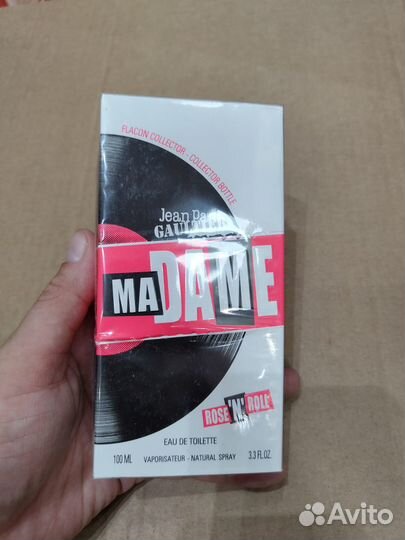 FLACON COLLECTOR - COLLECTOR BOTTLE
Jean Paul
GAULTIER
MADAME
ROSE 'N' ROLL
EAU DE TOILETTE
100 ML VAPORISATEUR - NATURAL SPRAY 3.3 FL.OZ.
Avito